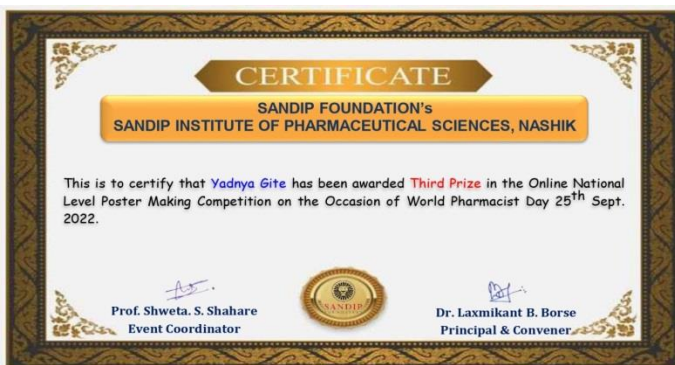 CERTIFICATE
SANDIP FOUNDATION's
SANDIP INSTITUTE OF PHARMACEUTICAL SCIENCES, NASHIK
This is to certify that Yadnya Gite has been awarded Third Prize in the Online National
Level Poster Making Competition on the Occasion of World Pharmacist Day 25th Sept.
2022.
SANDIP
Prof. Shweta. S. Shahare
Event Coordinator
Dr. Laxmikant B. Borse
Principal & Convener